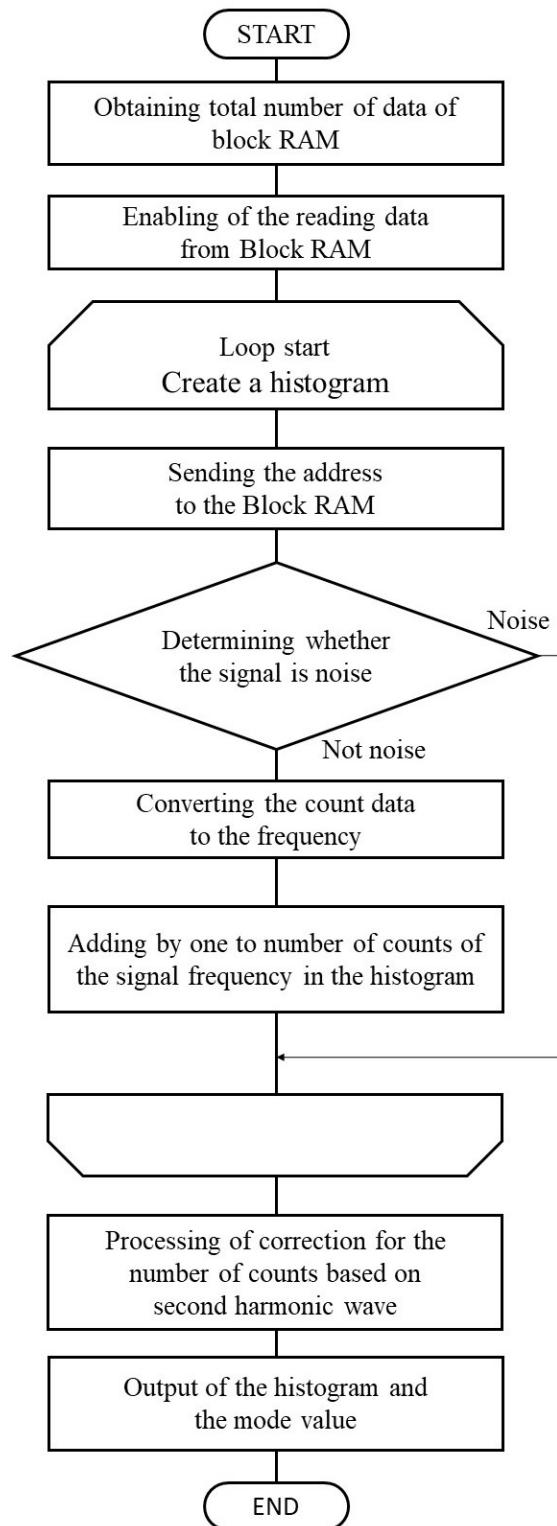 START
Obtaining total number of data of
block RAM
Enabling of the reading data
from Block RAM
Loop start
Create a histogram
Sending the address
to the Block RAM
Noise
Determining whether
the signal is noise
Not noise
Converting the count data
to the frequency
Adding by one to number of counts of
the signal frequency in the histogram
Processing of correction for the
number of counts based on
second harmonic wave
Output of the histogram and
the mode value
END